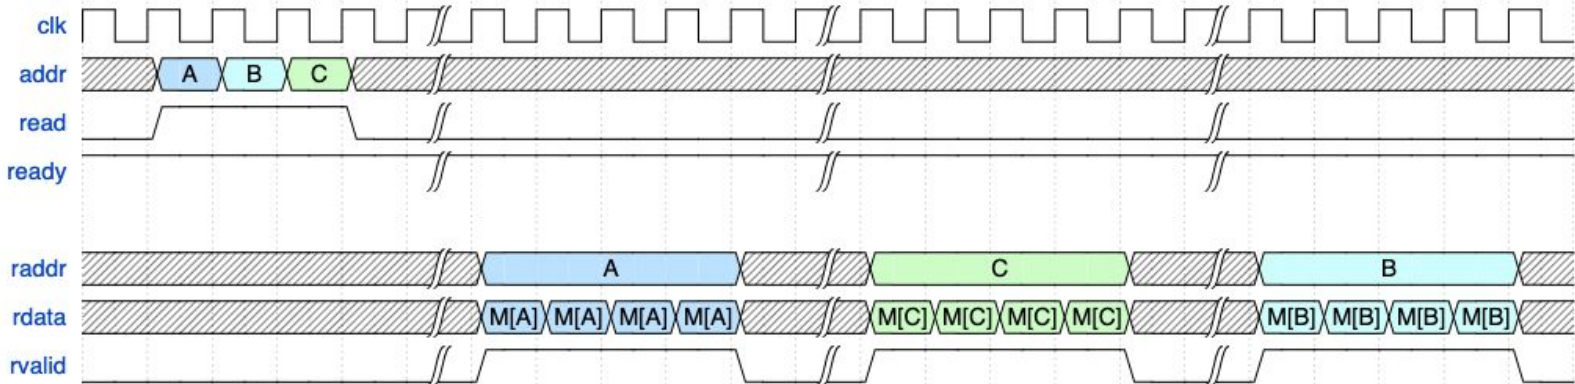 clk
addr A B C
read
ready
raddr A C B
rdata M[A] M[A] M[A] M[A] M[C] M[C] M[C] M[C] M[B] M[B] M[B] M[B]
rvalid